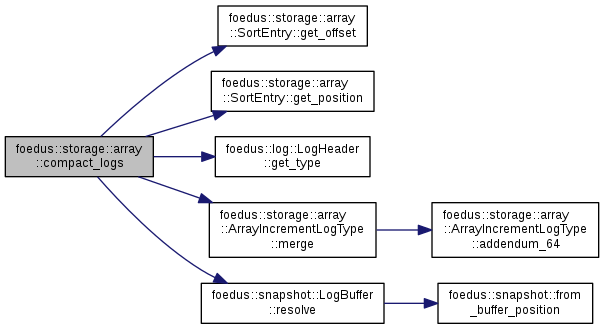 foedus::storage::array
::SortEntry::get_offset
foedus::storage::array
::SortEntry::get_position
foedus::storage::array
::compact_logs
foedus::log::LogHeader
::get_type
foedus::storage::array
::ArrayIncrementLogType
::merge
foedus::storage::array
::ArrayIncrementLogType
::addendum_64
foedus::snapshot::LogBuffer
::resolve
foedus::snapshot::from
_buffer_position